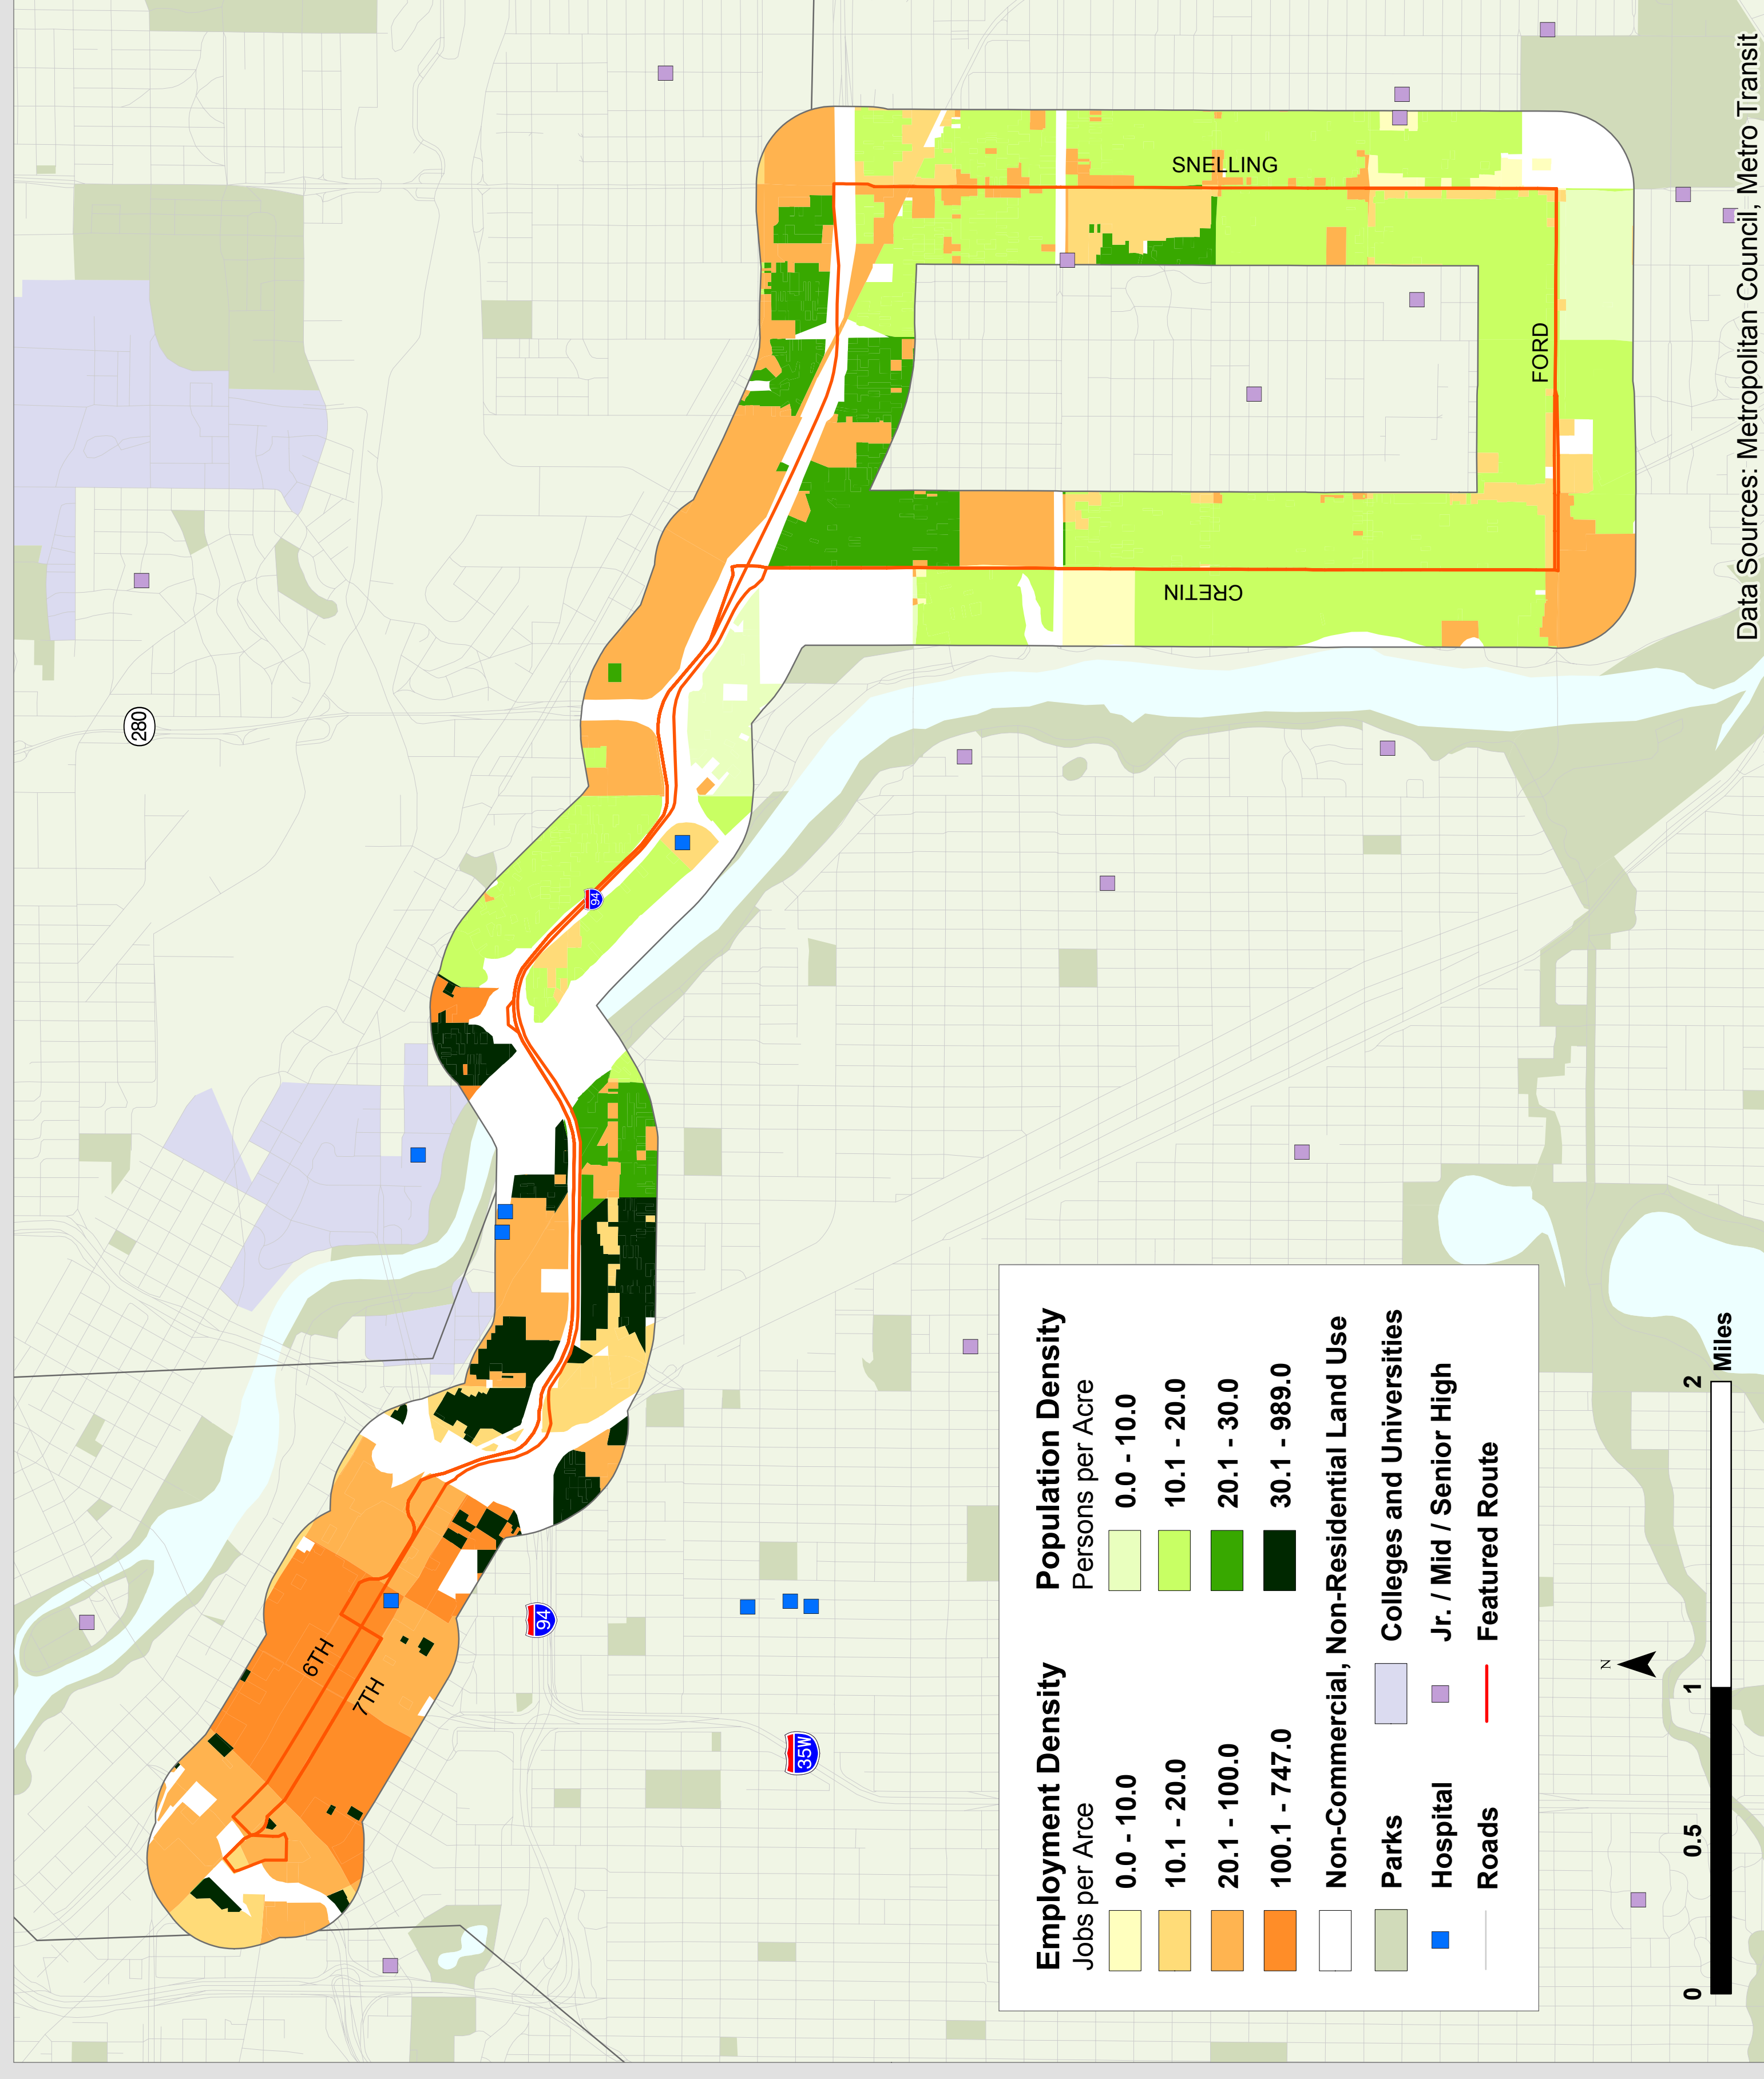 280
94
6TH
7TH
94
35W
CRETIN
SNELLING
FORD
Employment Density
Jobs per Arce
0.0 - 10.0
10.1 - 20.0
20.1 - 100.0
100.1 - 7447.0
Population Density
Persons per Acre
0.0 - 10.0
10.1 - 20.0
20.1 - 30.0
30.1 - 989.0
Non-Commercial, Non-Residential Land Use
Parks
Colleges and Universities
Hospital
Jr. / Mid / Senior High
Roads
Featured Route
N
0 0.5 1 2
Miles
Data Sources: Metropolitan Council, Metro Transit